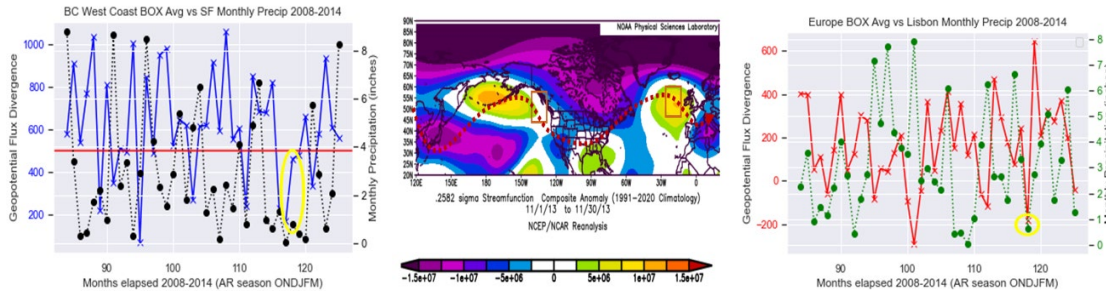 BC West Coast BOX Avg vs SF Monthly Precip 2008-2014
1000
800
600
400
200
Geopotential Flux Divergence
8
6
4
2
0
Monthly Precipitation (inches)
90
100
110
120
Months elapsed 2008-2014 (AR season ONDJFM)
NOAA Physical Sciences Laboratory
90N
85N
80N
75N
70N
65N
60N
55N
50N
45N
40N
35N
30N
25N
20N
120E
150E
180
150W
120W
90W
60W
30W
0
.2582 sigma Streamfunction Composite Anomaly (1991-2020 Climatology)
11/1/13 to 11/30/13
NCEP/NCAR Reanalysis
-1.5e+07
-1e+07
-5e+06
0
5e+06
1e+07
1.5e+07
Europe BOX Avg vs Lisbon Monthly Precip 2008-2014
600
400
200
0
-200
Geopotential Flux Divergence
8
7
6
5
4
3
2
1
0
90
100
110
120
Months elapsed 2008-2014 (AR season ONDJFM)